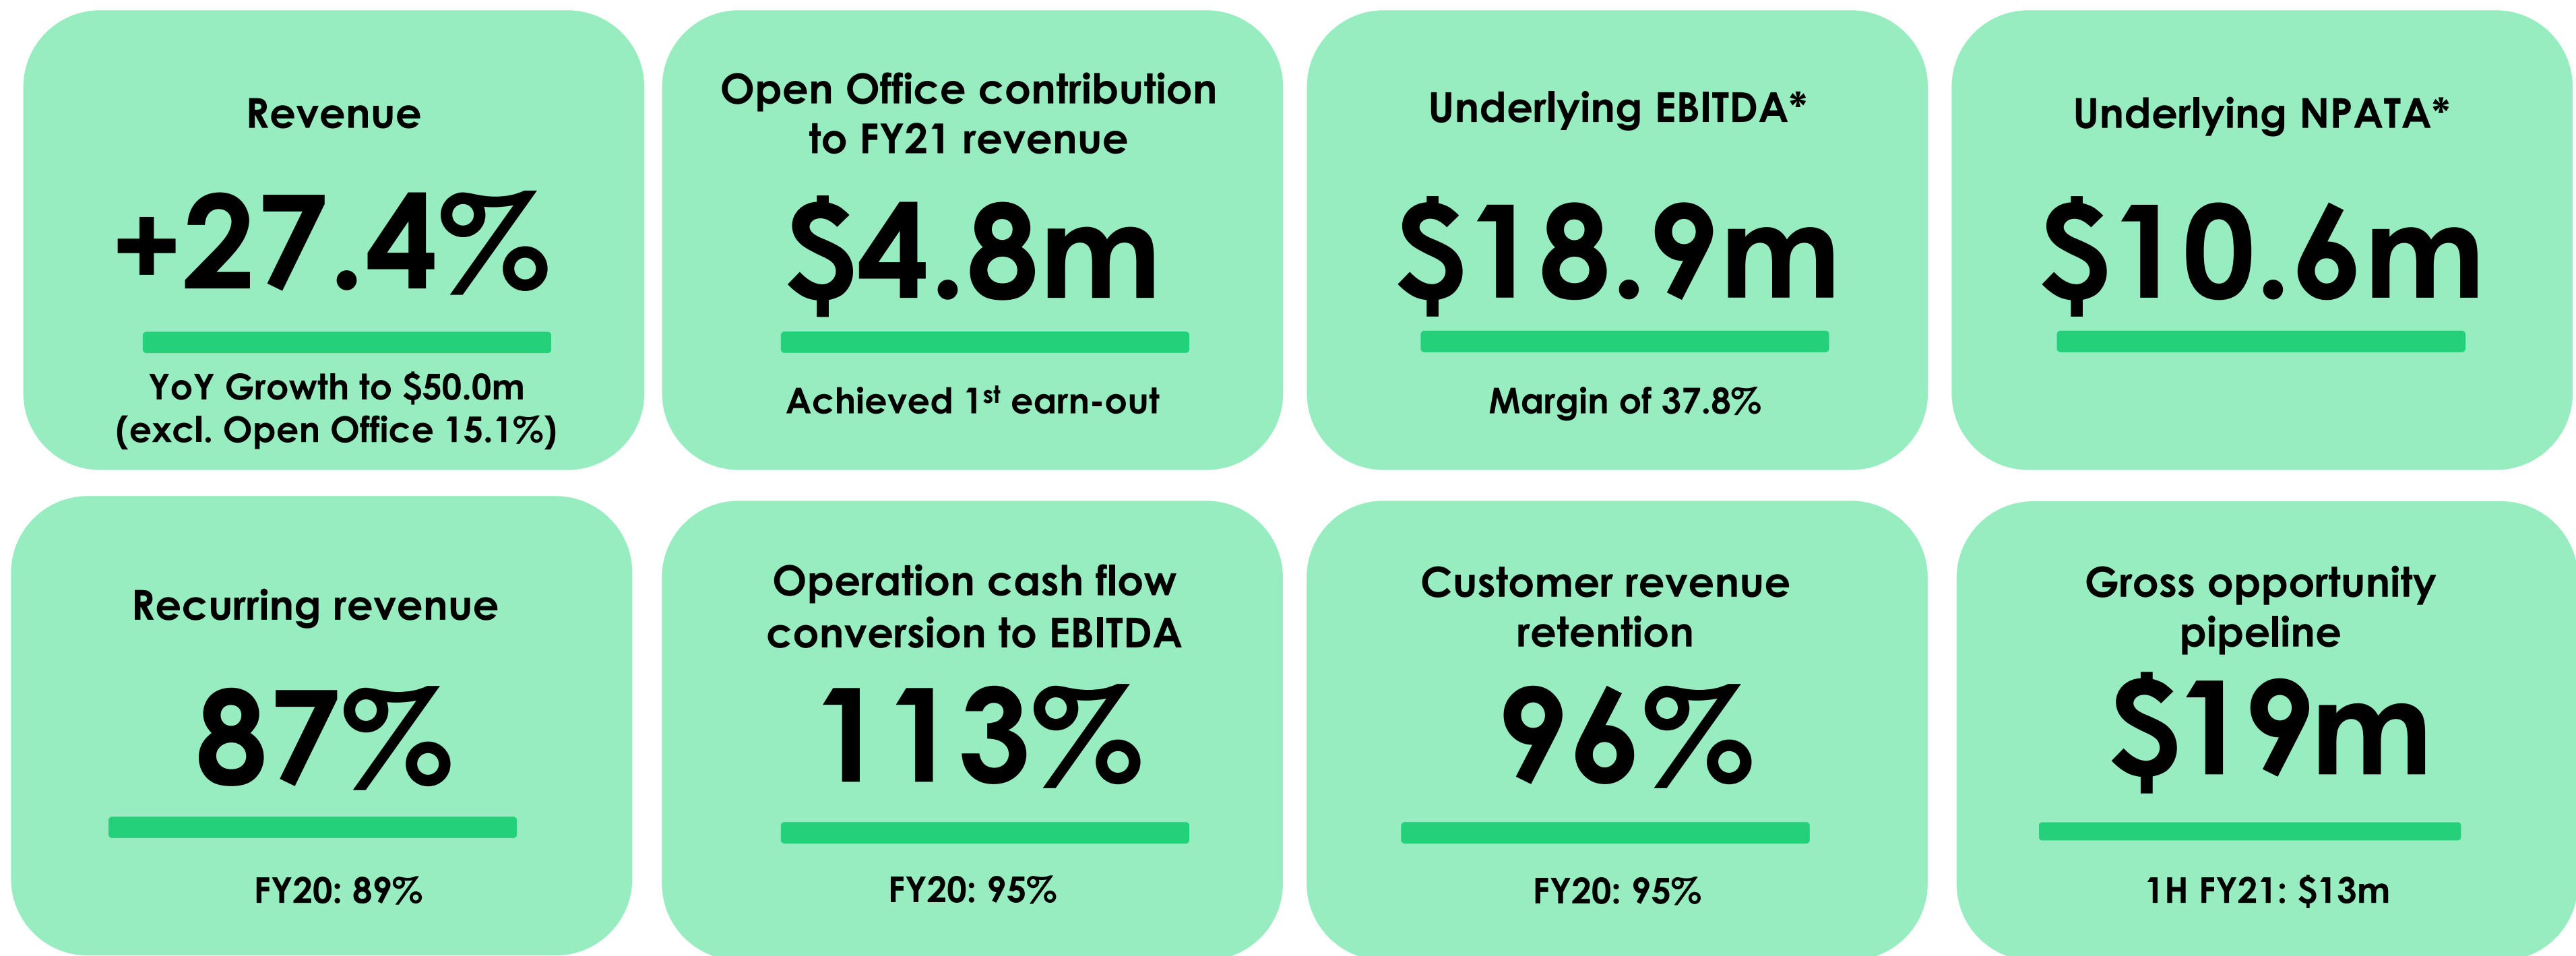 Revenue
+27.4%
YoY Growth to $50.0m
(excl. Open Office 15.1%)
Open Office contribution
to FY21 revenue
$4.8m
Achieved 1st earn-out
Underlying EBITDA*
$18.9m
Margin of 37.8%
Underlying NPATA*
$10.6m
Recurring revenue
87%
FY20: 89%
Operation cash flow
conversion to EBITDA
113%
FY20: 95%
Customer revenue
retention
96%
FY20: 95%
Gross opportunity
pipeline
$19m
1H FY21: $13m